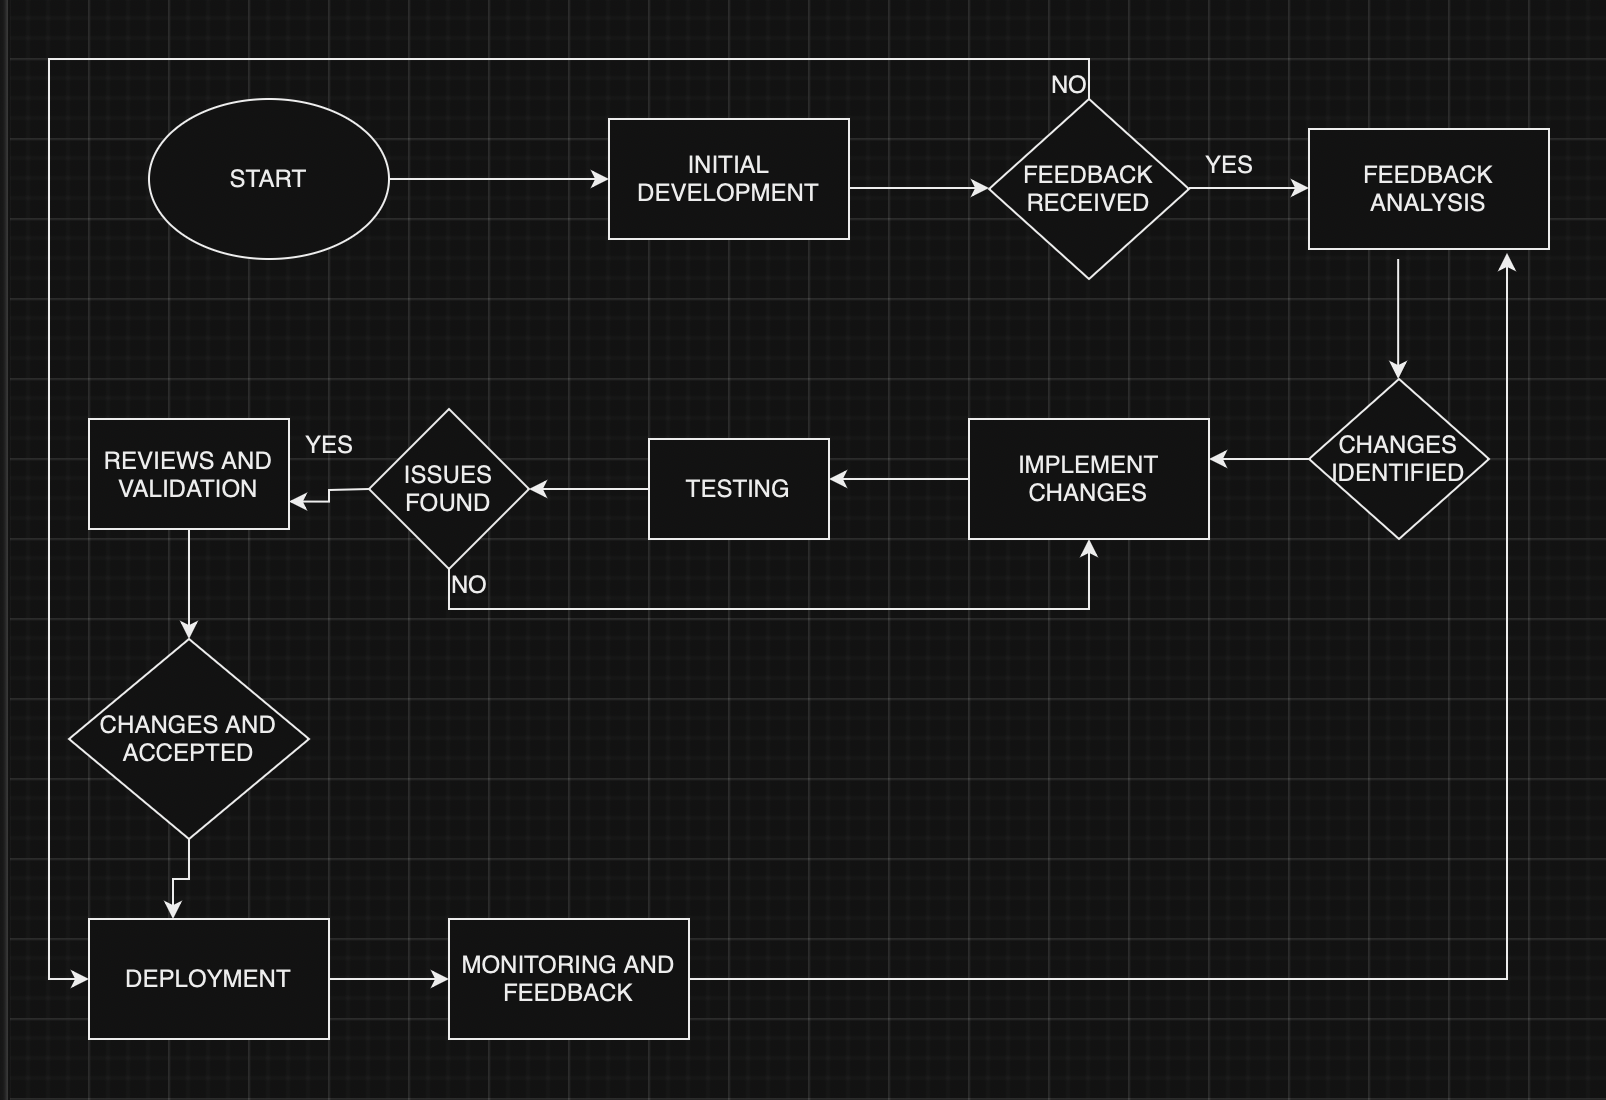 NO
START
INITIAL
DEVELOPMENT
FEEDBACK
RECEIVED
YES
FEEDBACK
ANALYSIS
REVIEWS AND
VALIDATION
YES
ISSUES
FOUND
NO
TESTING
IMPLEMENT
CHANGES
CHANGES
IDENTIFIED
CHANGES AND
ACCEPTED
DEPLOYMENT
MONITORING AND
FEEDBACK